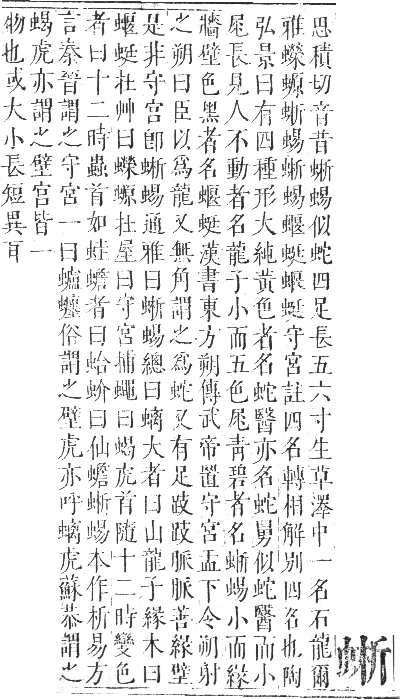 蜥
思積切音昔蜥蜴似蛇四足長五六寸生草澤中一名石龍爾
雅蠑螈蜥蜴蜥蜴蝘蜓蝘蜓守宮註四名轉相解別四名也陶
弘景曰有四種形大純黃色者名蛇醫亦名蛇舅似蛇醫而小
尾長見人不動者名龍子小而五色尾靑碧者名蜥蜴小而緣
牆壁色黑者名蝘蜓漢書東方朔傳武帝置守宮盂下令朔射
之朔曰臣以爲龍又無角謂之爲蛇又有足跂跂脈脈善緣壁
是非守宮卽蜥蜴通雅曰蜥蜴總曰螭大者曰山龍子緣木曰
蝘蜓在艸曰蠑螈在屋曰守宮捕蠅曰蝎虎首隨十二時變色
者曰十二時蟲首如蛙蟾者曰蛤蚧曰仙蟾蜥蜴本作析易方
言秦晉謂之守宮一曰蠦𧔥俗謂之壁虎亦呼螭虎蘇恭謂之
蝎虎亦謂之壁宮皆一
物也或大小長短異耳